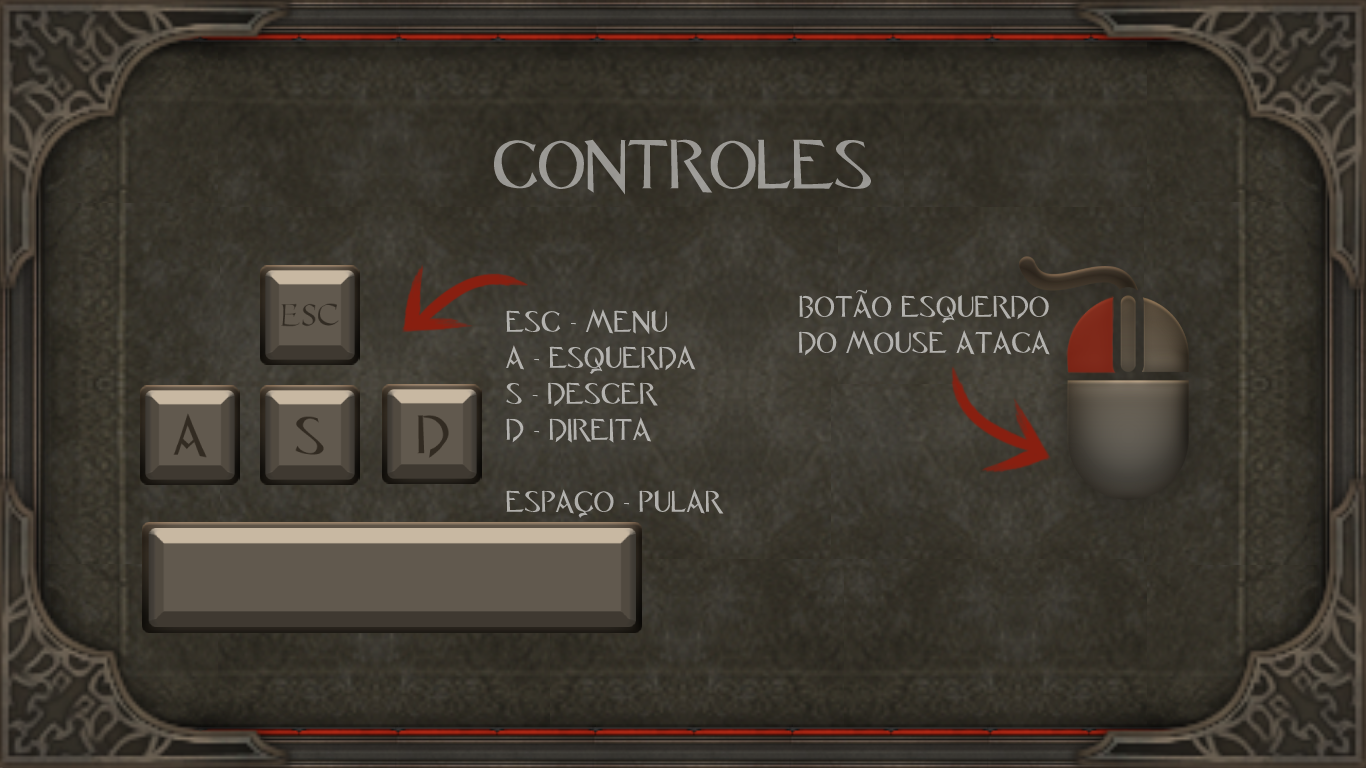 CONTROLES
ESC
A
S
D
ESC - MENU
A - ESQUERDA
S - DESCER
D - DIREITA
ESPAÇO - PULAR
BOTÃO ESQUERDO
DO MOUSE ATACA